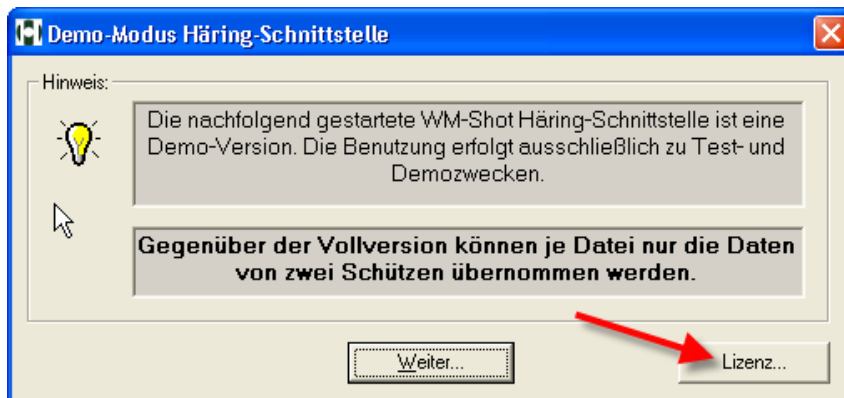 Demo-Modus Häring-Schnittstelle
Hinweis:
Die nachfolgend gestartete WM-Shot Häring-Schnittstelle ist eine
Demo-Version. Die Benutzung erfolgt ausschließlich zu Test- und
Demozwecken.
Gegenüber der Vollversion können je Datei nur die Daten
von zwei Schützen übernommen werden.
Weiter...
Lizenz...